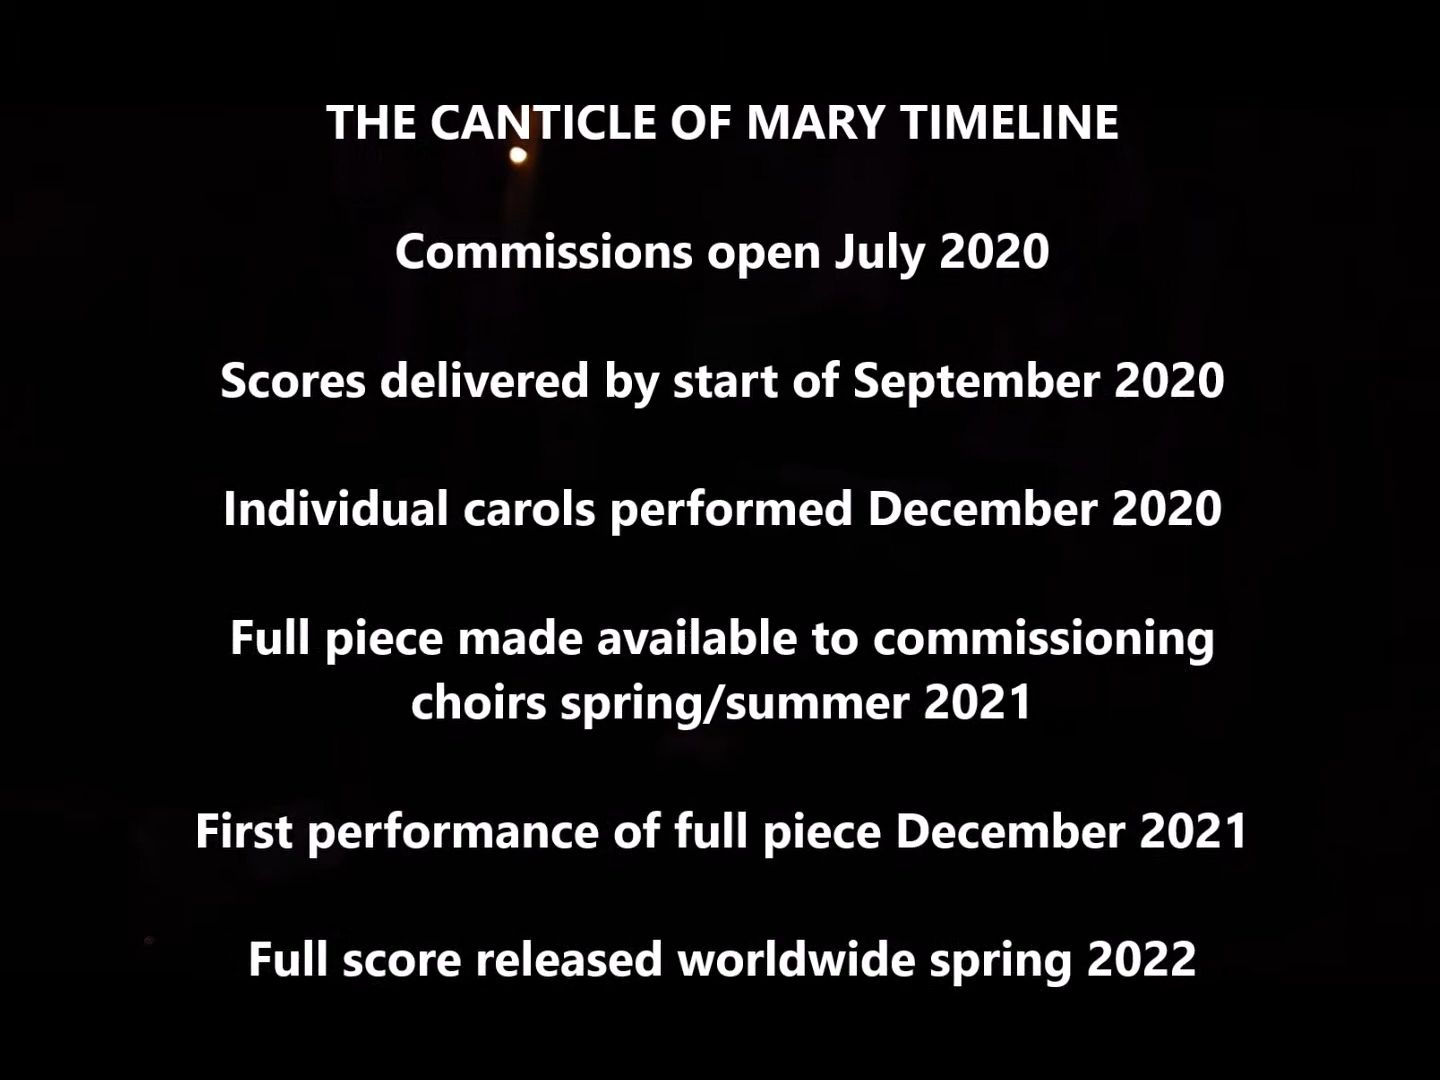 THE CANTICLE OF MARY TIMELINE
Commissions open July 2020
Scores delivered by start of September 2020
Individual carols performed December 2020
Full piece made available to commissioning
choirs spring/summer 2021
First performance of full piece December 2021
Full score released worldwide spring 2022